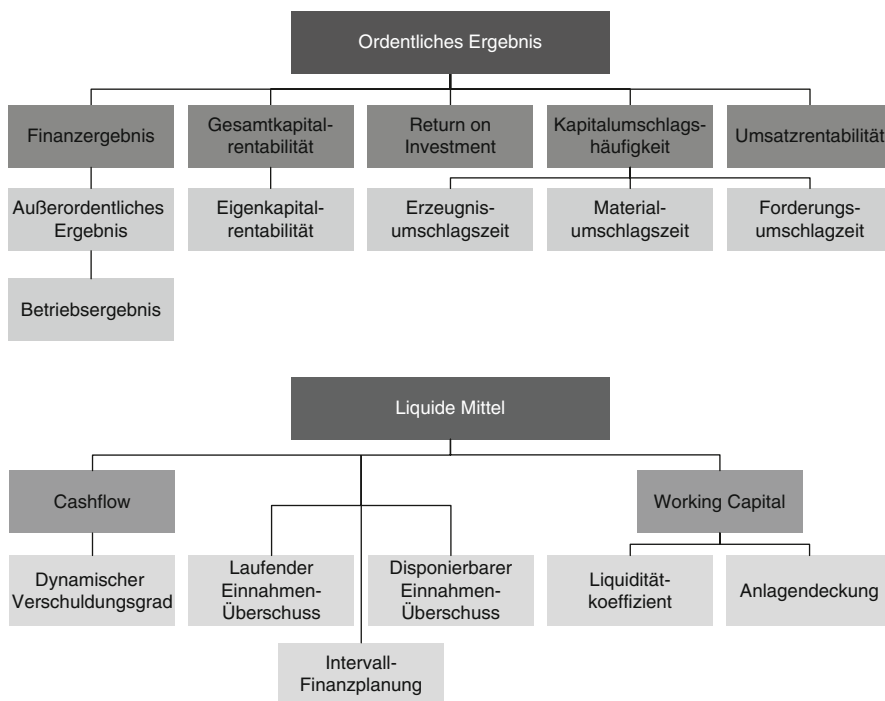 Ordentliches Ergebnis
Finanzergebnis
Gesamtkapital-
rentabilität
Return on
Investment
Kapitalumschlags-
häufigkeit
Umsatzrentabilität
Außerordentliches
Ergebnis
Eigenkapital-
rentabilität
Erzeugnis-
umschlagszeit
Material-
umschlagszeit
Forderungs-
umschlagzeit
Betriebsergebnis
Liquide Mittel
Cashflow
Working Capital
Dynamischer
Verschuldungsgrad
Laufender
Einnahmen-
Überschuss
Disponierbarer
Einnahmen-
Überschuss
Liquidität-
koeffizient
Anlagendeckung
Intervall-
Finanzplanung